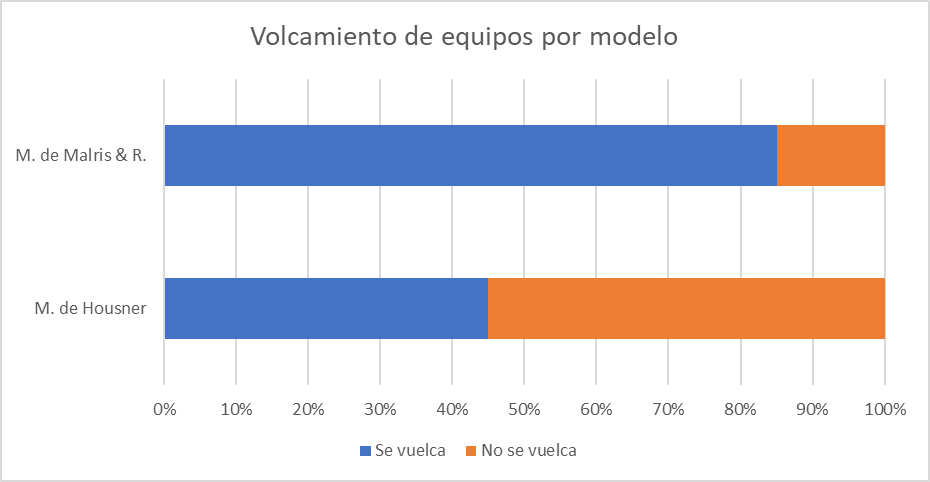 Volcamiento de equipos por modelo
M. de Malris & R.
M. de Housner
0% 10% 20% 30% 40% 50% 60% 70% 80% 90% 100%
Se vuelca No se vuelca